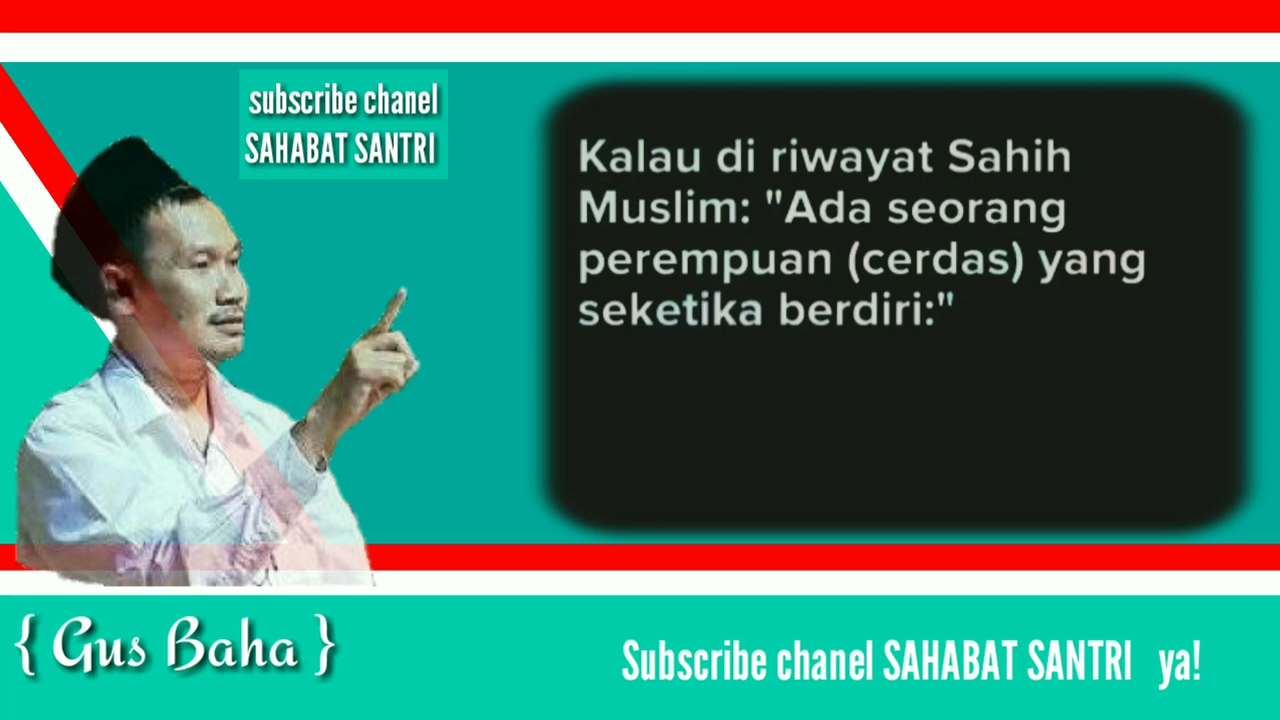 subscribe chanel
SAHABAT SANTRI
Kalau di riwayat Sahih
Muslim: "Ada seorang
perempuan (cerdas) yang
seketika berdiri:"
{ Gus Baha }
Subscribe chanel SAHABAT SANTRI ya!